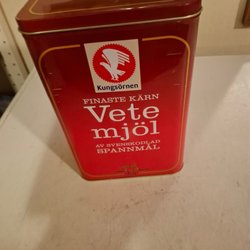 Kungsörnen
FINASTE KÄRN
Vete
mjöl
AV SVENSKODLAD
SPANNMÅL